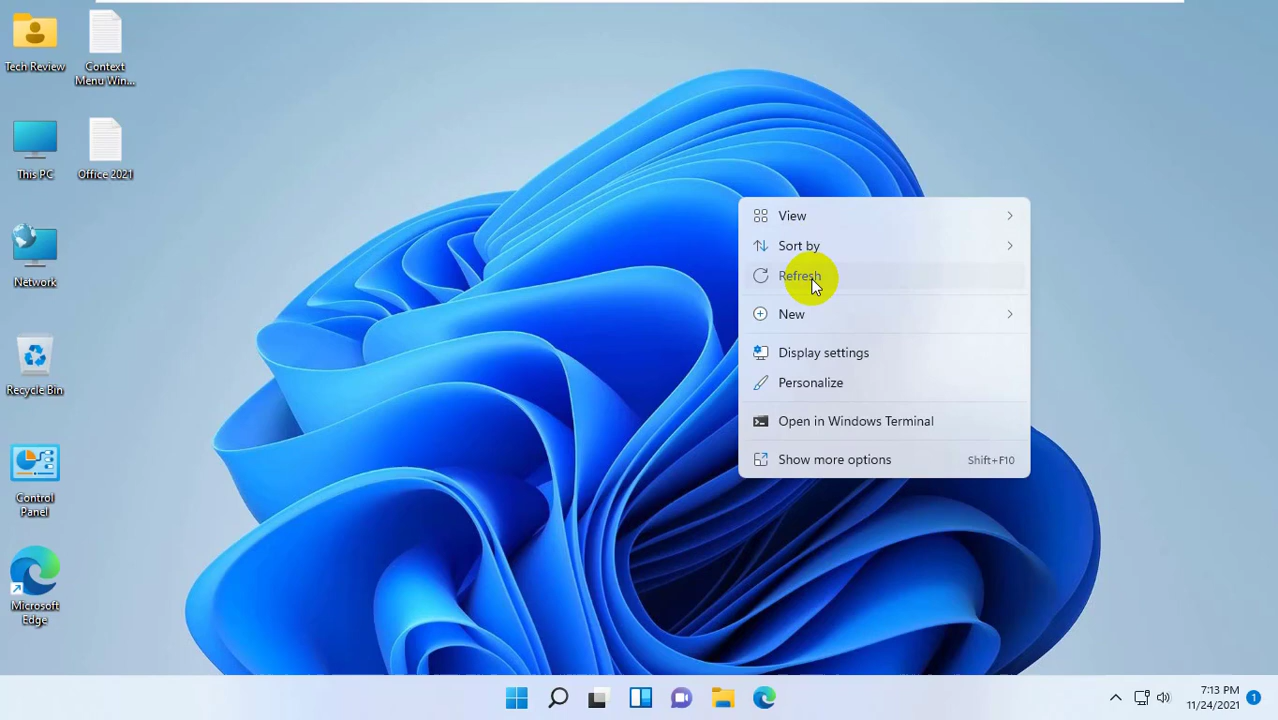 Tech Review
Context
Menu Win...
This PC
Office 2021
Network
Recycle Bin
Control
Panel
Microsoft
Edge
View
Sort by
Refresh
New
Display settings
Personalize
Open in Windows Terminal
Show more options Shift+F10
7:13 PM
11/24/2021
1